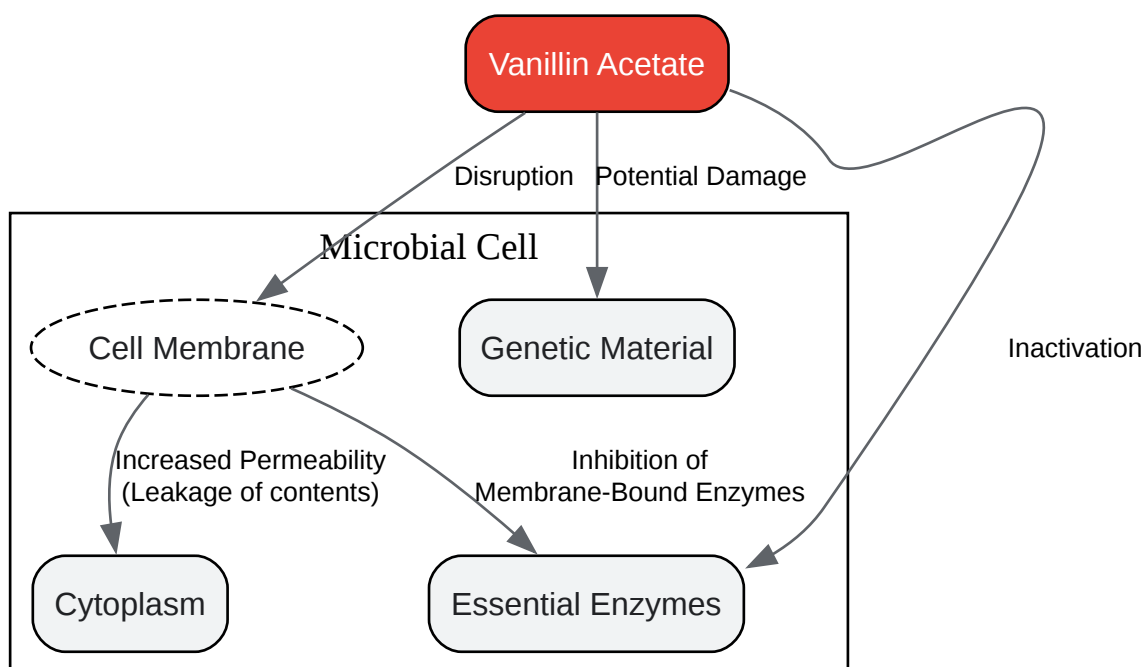 Vanillin Acetate
Disruption
Potential Damage
Microbial Cell
Cell Membrane
Genetic Material
Inactivation
Increased Permeability
(Leakage of contents)
Inhibition of
Membrane-Bound Enzymes
Cytoplasm
Essential Enzymes